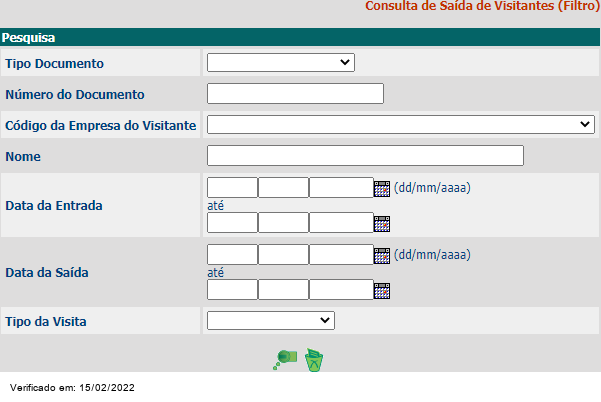 Consulta de Saída de Visitantes (Filtro)
Pesquisa
Tipo Documento
Número do Documento
Código da Empresa do Visitante
Nome
Data da Entrada
(dd/mm/aaaa)
até
Data da Saída
(dd/mm/aaaa)
até
Tipo da Visita
Verificado em: 15/02/2022